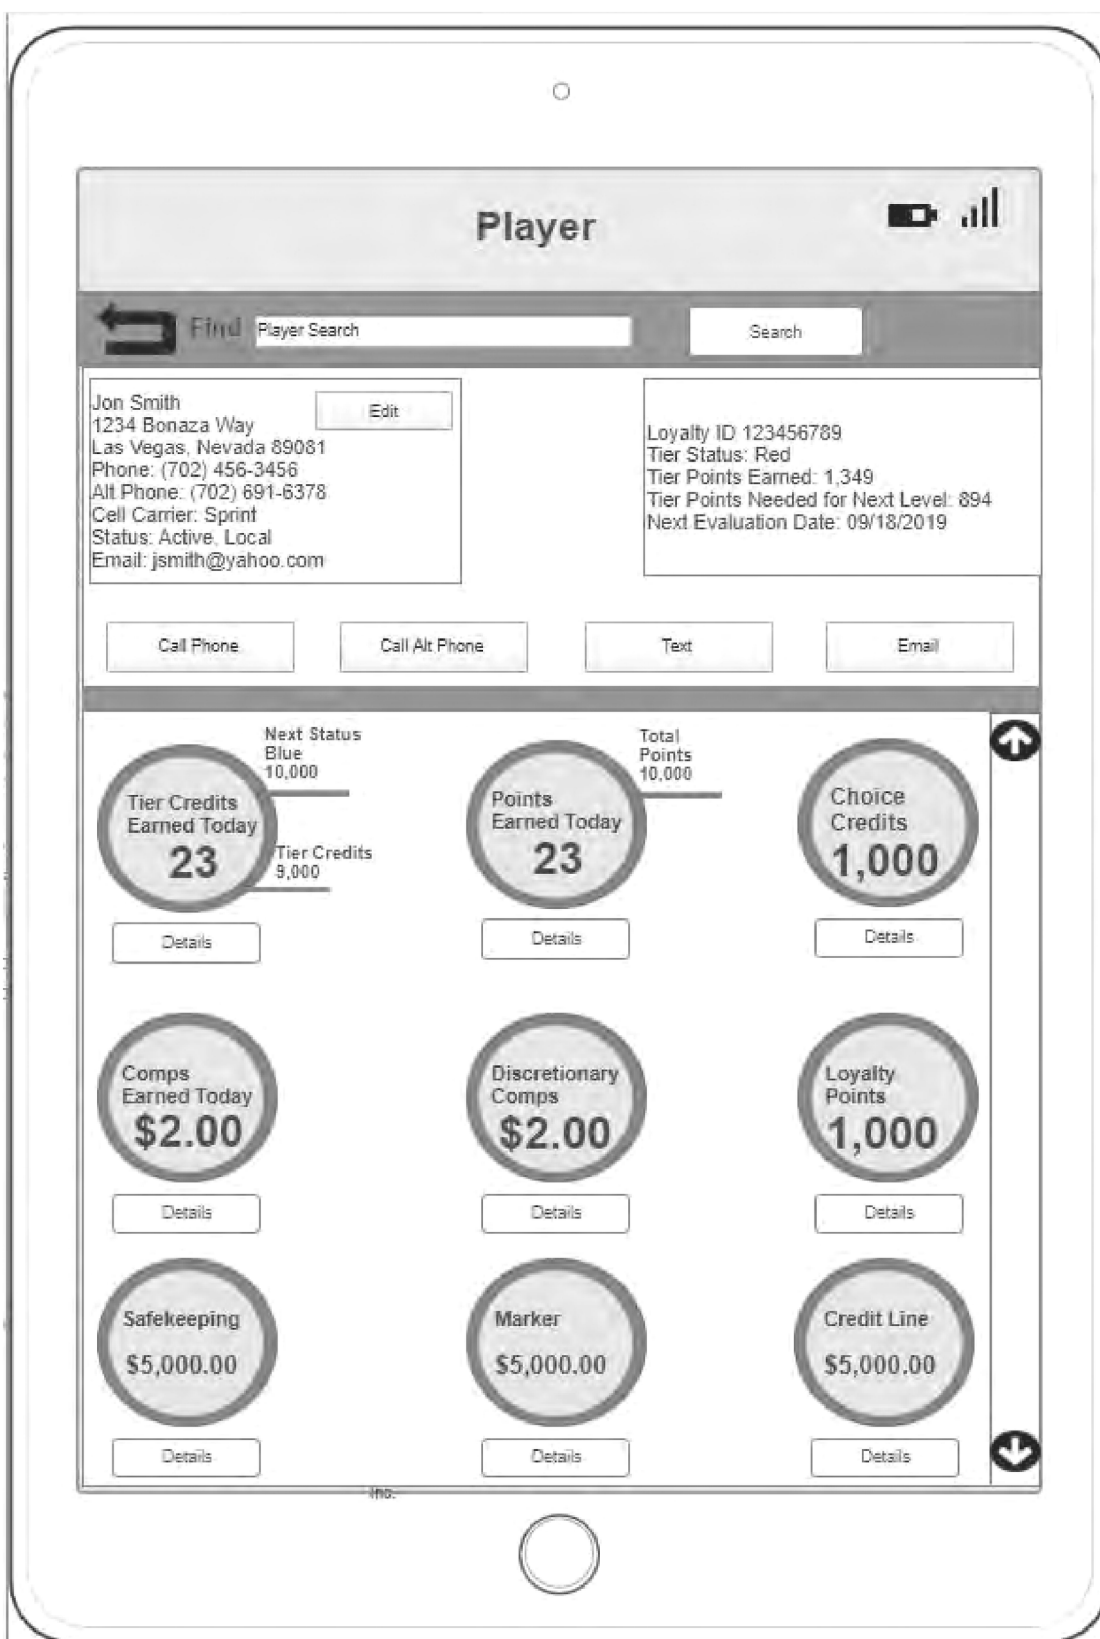 Player
Find
Player Search
Search
Jon Smith
Edit
1234 Bonaza Way
Las Vegas, Nevada 89081
Phone: (702) 456-3456
Alt Phone: (702) 691-6378
Cell Carrier: Sprint
Status: Active, Local
Email: jsmith@yahoo.com
Loyalty ID 123456789
Tier Status: Red
Tier Points Earned: 1,349
Tier Points Needed for Next Level: 894
Next Evaluation Date: 09/18/2019
Call Phone
Call Alt Phone
Text
Email
Tier Credits
Earned Today
23
Next Status
Blue
10,000
Tier Credits
9,000
Details
Points
Earned Today
23
Total
Points
10,000
Details
Choice
Credits
1,000
Details
Comps
Earned Today
$2.00
Details
Discretionary
Comps
$2.00
Details
Loyalty
Points
1,000
Details
Safekeeping
$5,000.00
Details
Marker
$5,000.00
Details
Credit Line
$5,000.00
Details
Inc.